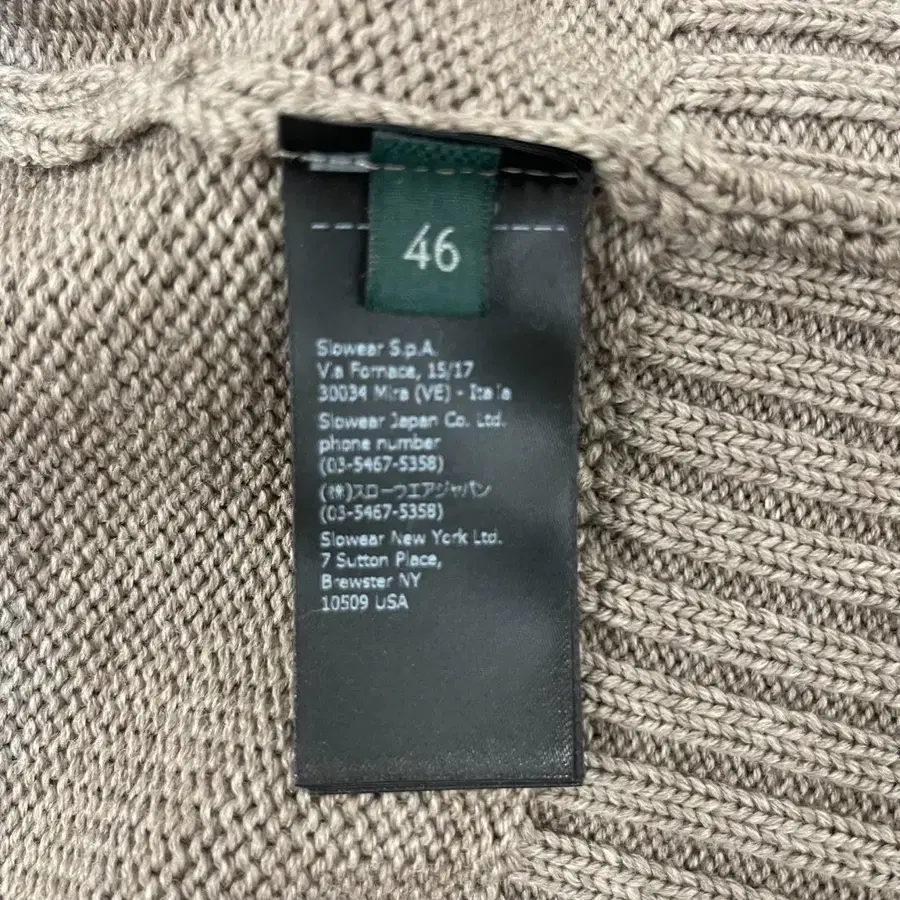 46
Slowear S.p.A.
Via Fornace, 15/17
30034 Mira (VE) - Italia
Slowear Japan Co. Ltd.
phone number
(03-5467-5358)
(株)スローウエアジャパン
(03-5467-5358)
Slowear New York Ltd.
7 Sutton Place,
Brewster NY
10509 USA